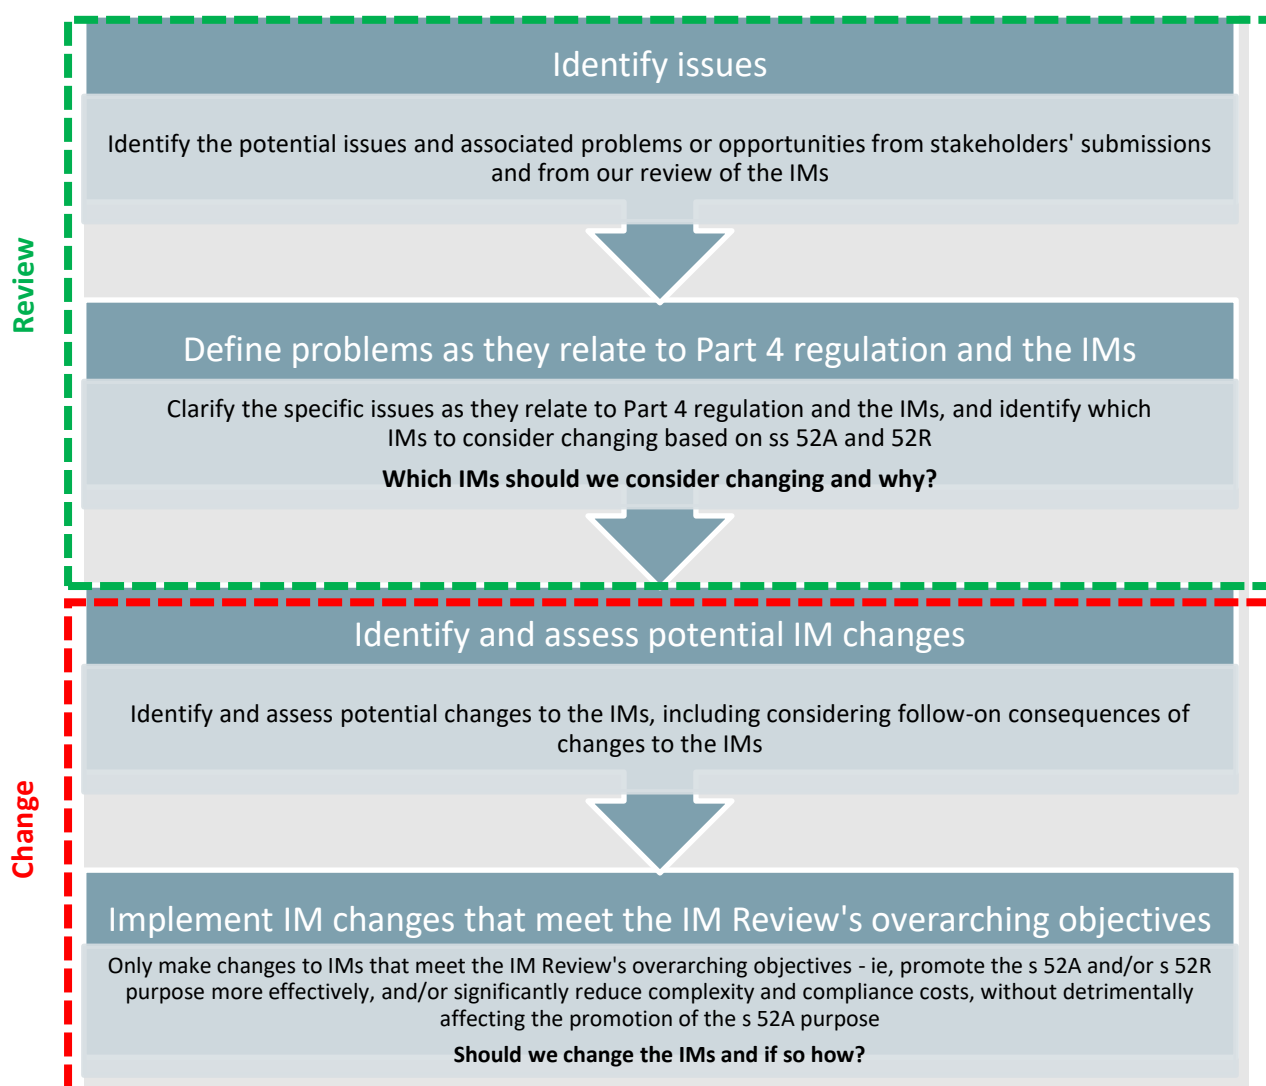 Identify issues
Identify the potential issues and associated problems or opportunities from stakeholders' submissions
and from our review of the IMs
Review
Define problems as they relate to Part 4 regulation and the IMs
Clarify the specific issues as they relate to Part 4 regulation and the IMs, and identify which
IMs to consider changing based on ss 52A and 52R
Which IMs should we consider changing and why?
Identify and assess potential IM changes
Identify and assess potential changes to the IMs, including considering follow-on consequences of
changes to the IMs
Change
Implement IM changes that meet the IM Review's overarching objectives
Only make changes to IMs that meet the IM Review's overarching objectives - ie, promote the s 52A and/or s 52R
purpose more effectively, and/or significantly reduce complexity and compliance costs, without detrimentally
affecting the promotion of the s 52A purpose
Should we change the IMs and if so how?